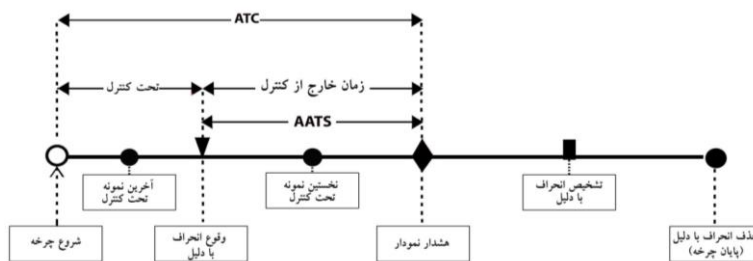 ATC
تحت کنترل
زمان خارج از کنترل
AATS
آخرین نمونه
تحت کنترل
نخستین نمونه
تحت کنترل
تشخیص انحراف
با دلیل
شروع چرخه
وقوع انحراف
با دلیل
هشدار نمودار
حذف انحراف با دلیل
(پایان چرخه)